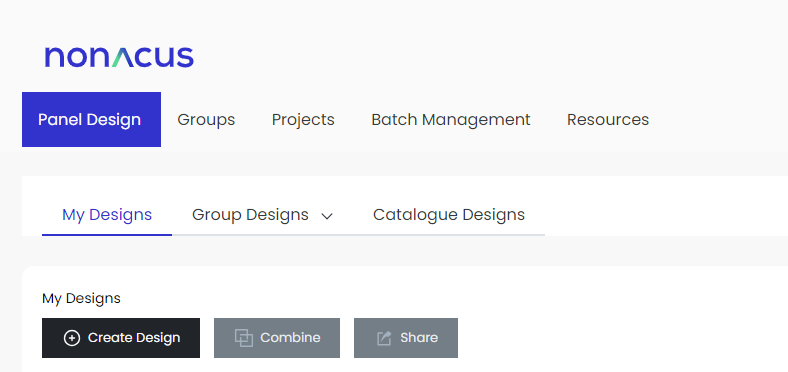 nonacus
Panel Design Groups Projects Batch Management Resources
My Designs Group Designs Catalogue Designs
My Designs
Create Design Combine Share